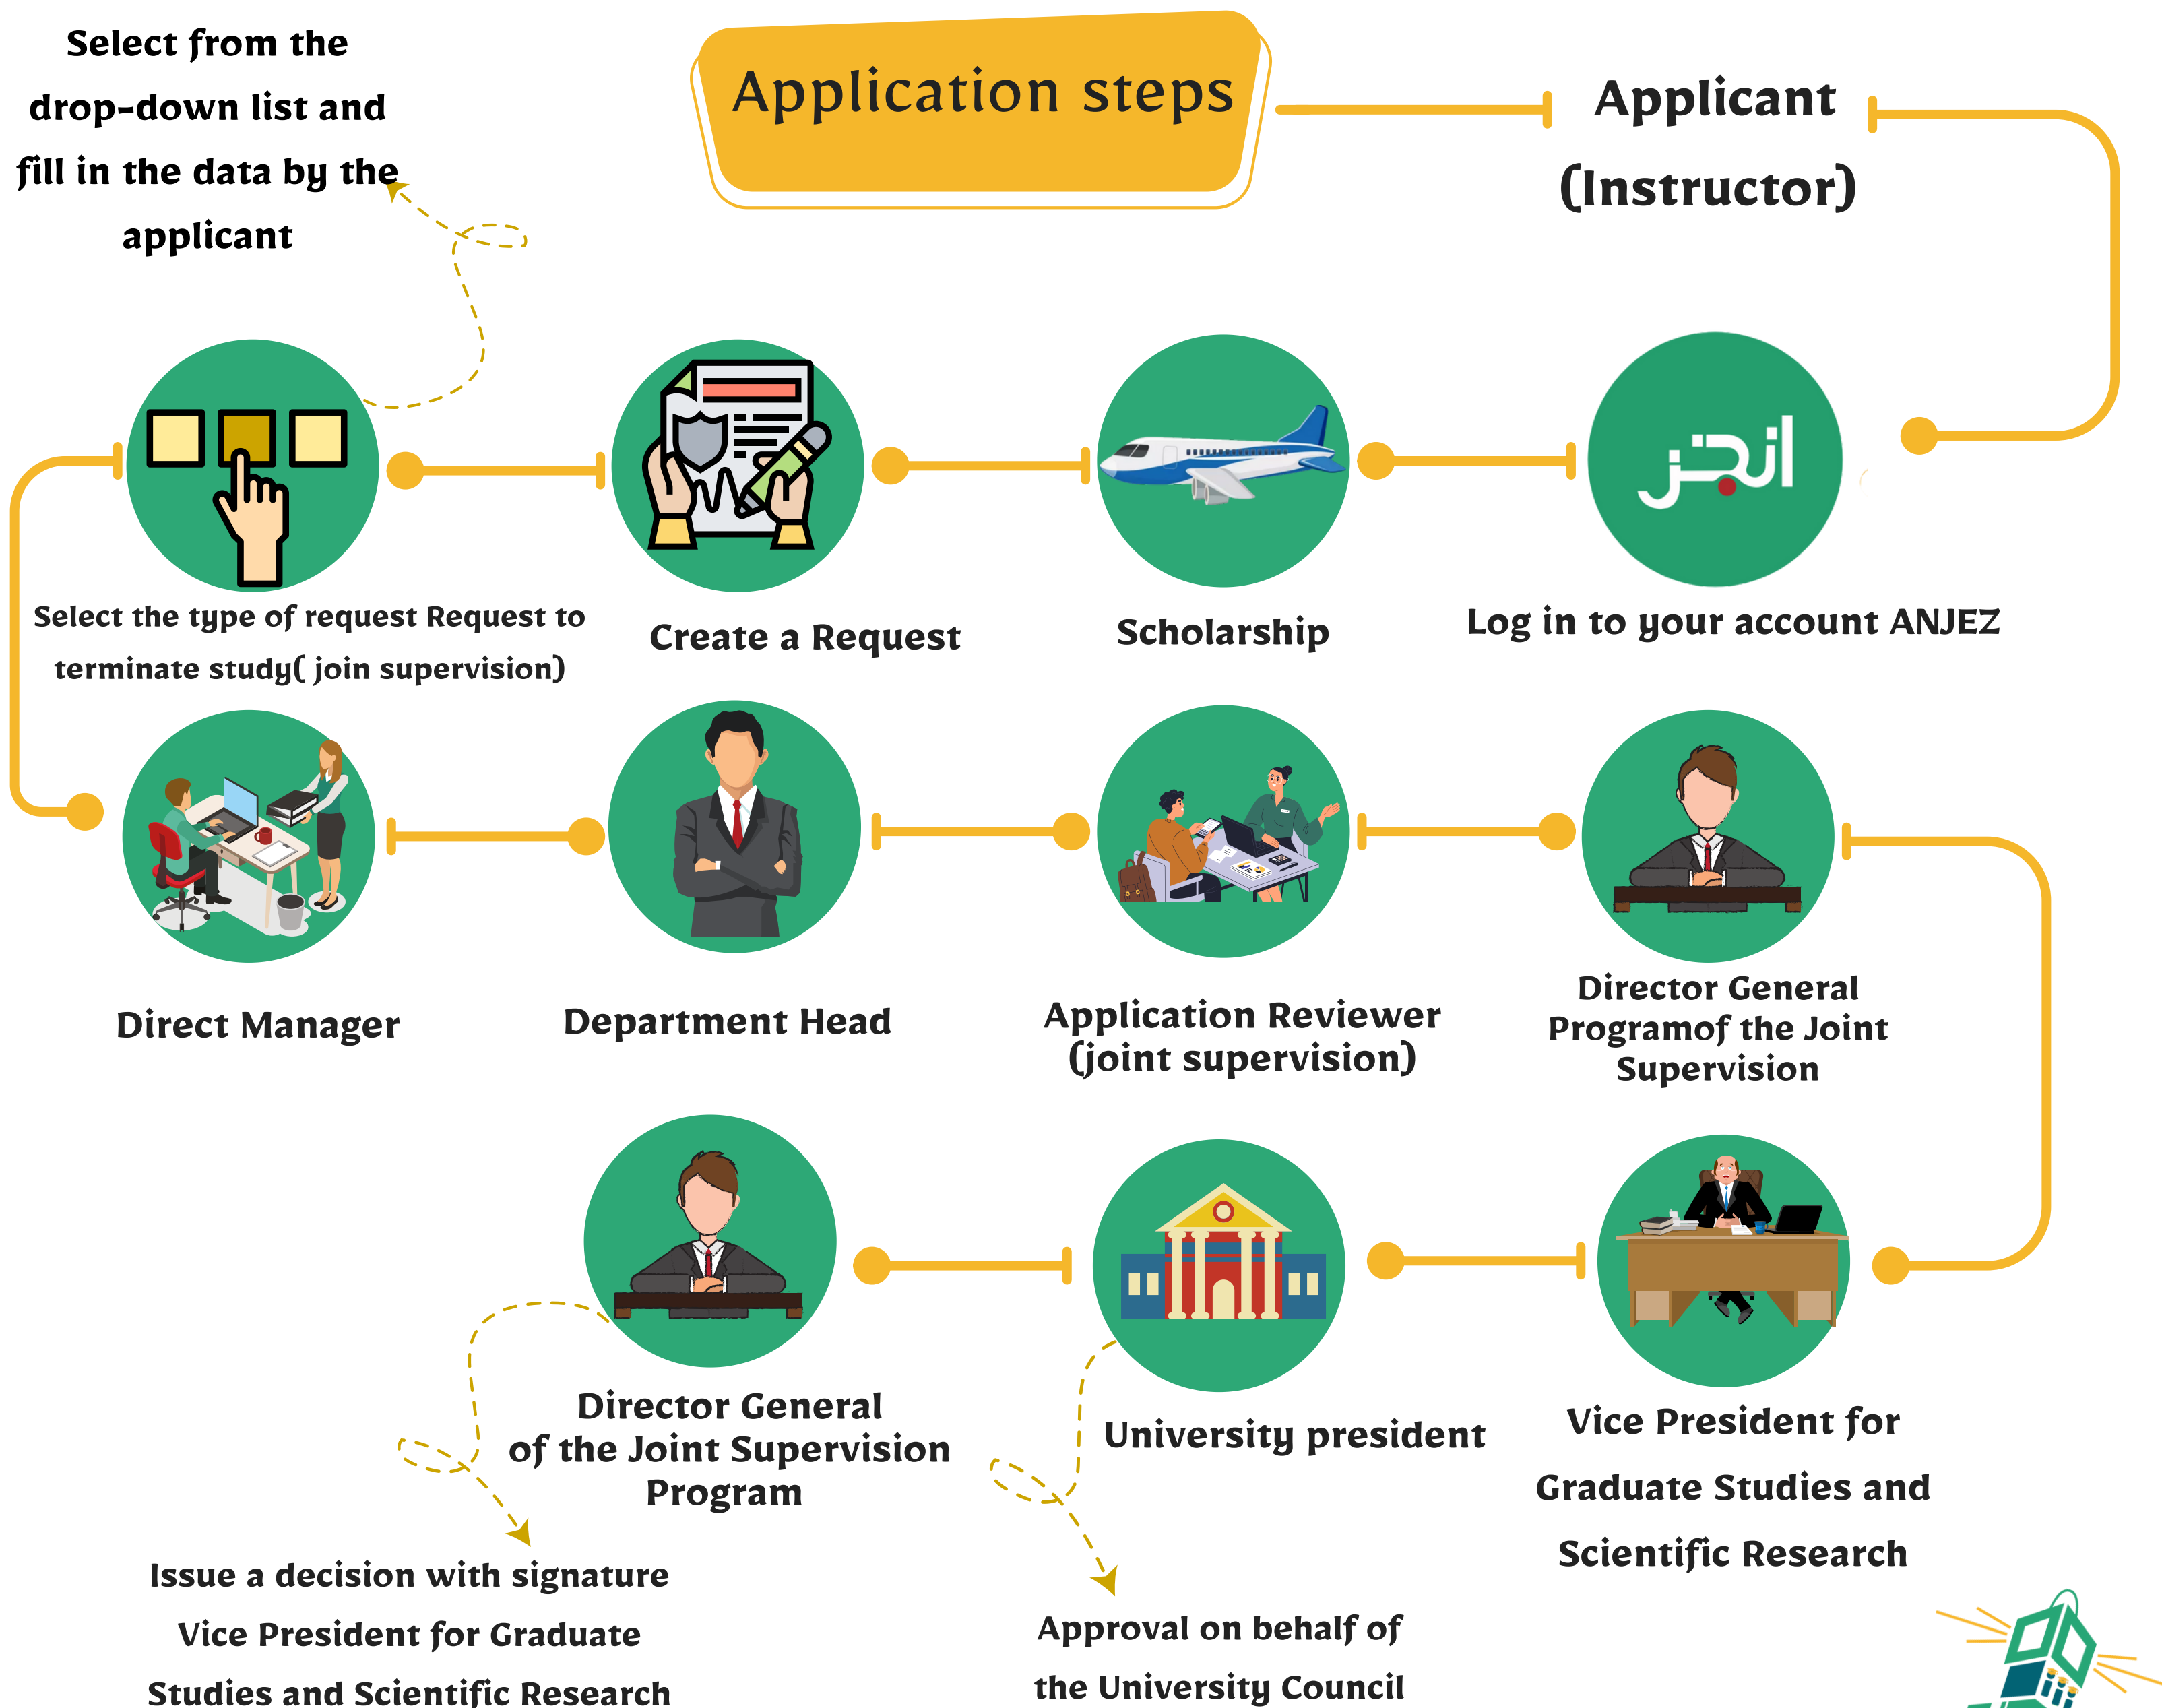 Application steps
Applicant
(Instructor)
Select from the
drop-down list and
fill in the data by the
applicant
انجز
Log in to your account ANJEZ
Scholarship
Create a Request
Select the type of request Request to
terminate study( join supervision)
Direct Manager
Department Head
Application Reviewer
(joint supervision)
Director General
Programof the Joint
Supervision
Vice President for
Graduate Studies and
Scientific Research
University president
Approval on behalf of
the University Council
Director General
of the Joint Supervision
Program
Issue a decision with signature
Vice President for Graduate
Studies and Scientific Research